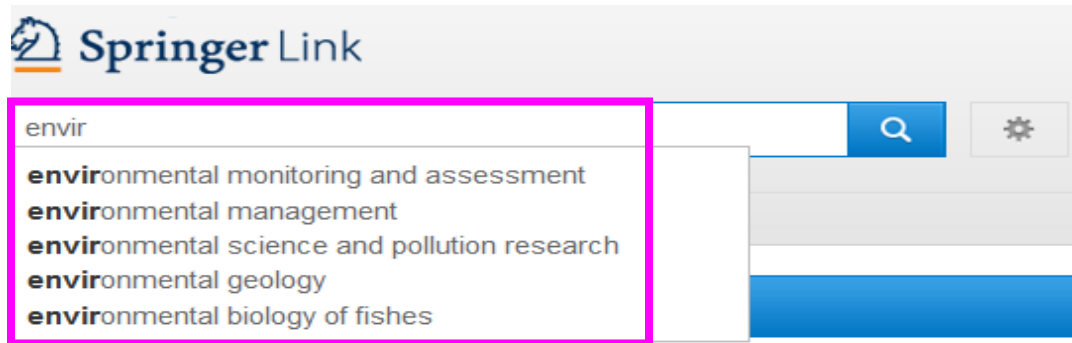 Springer Link
envir
environmental monitoring and assessment
environmental management
environmental science and pollution research
environmental geology
environmental biology of fishes